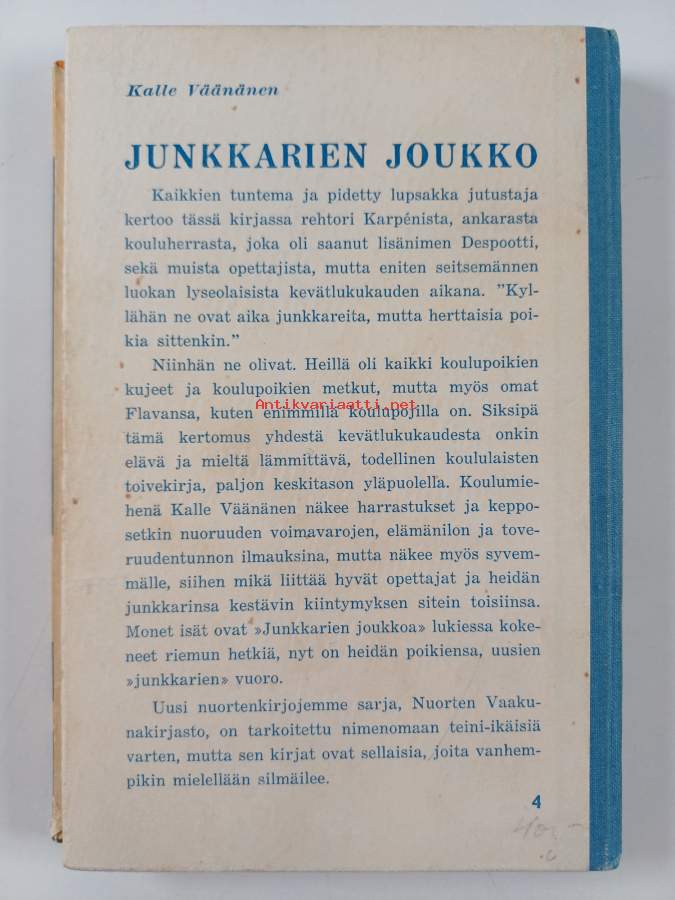 Kalle Väänänen
JUNKKARIEN JOUKKO
Kaikkien tuntema ja pidetty lupsakka jutustaja
kertoo tässä kirjassa rehtori Karpénista, ankarasta
kouluherrasta, joka oli saanut lisänimen Despootti,
sekä muista opettajista, mutta eniten seitsemännen
luokan lyseolaisista kevätlukukauden aikana. "Kyl-
lähän ne ovat aika junkkareita, mutta herttaisia poi-
kia sittenkin."
Niinhän ne olivat. Heillä oli kaikki koulupoikien
kujeet ja koulupoikien metkut, mutta myös omat
Antikvariaatti.net
Flavansa, kuten enimmillä koulupojilla on. Siksipä
tämä kertomus yhdestä kevätlukukaudesta onkin
elävä ja mieltä lämmittävä, todellinen koululaisten
toivekirja, paljon keskitason yläpuolella. Koulumie-
henä Kalle Väänänen näkee harrastukset ja keppo-
setkin nuoruuden voimavarojen, elämänilon ja tove-
ruudentunnon ilmauksina, mutta näkee myös syvem-
mälle, siihen mikä liittää hyvät opettajat ja heidän
junkkarinsa kestävin kiintymyksen sitein toisiinsa.
Monet isät ovat »Junkkarien joukkoa» lukiessa koke-
neet riemun hetkiä, nyt on heidän poikiensa, uusien
»junkkarien» vuoro.
Uusi nuortenkirjojemme sarja, Nuorten Vaaku-
nakirjasto, on tarkoitettu nimenomaan teini-ikäisiä
varten, mutta sen kirjat ovat sellaisia, joita vanhem-
pikin mielellään silmäilee.
4